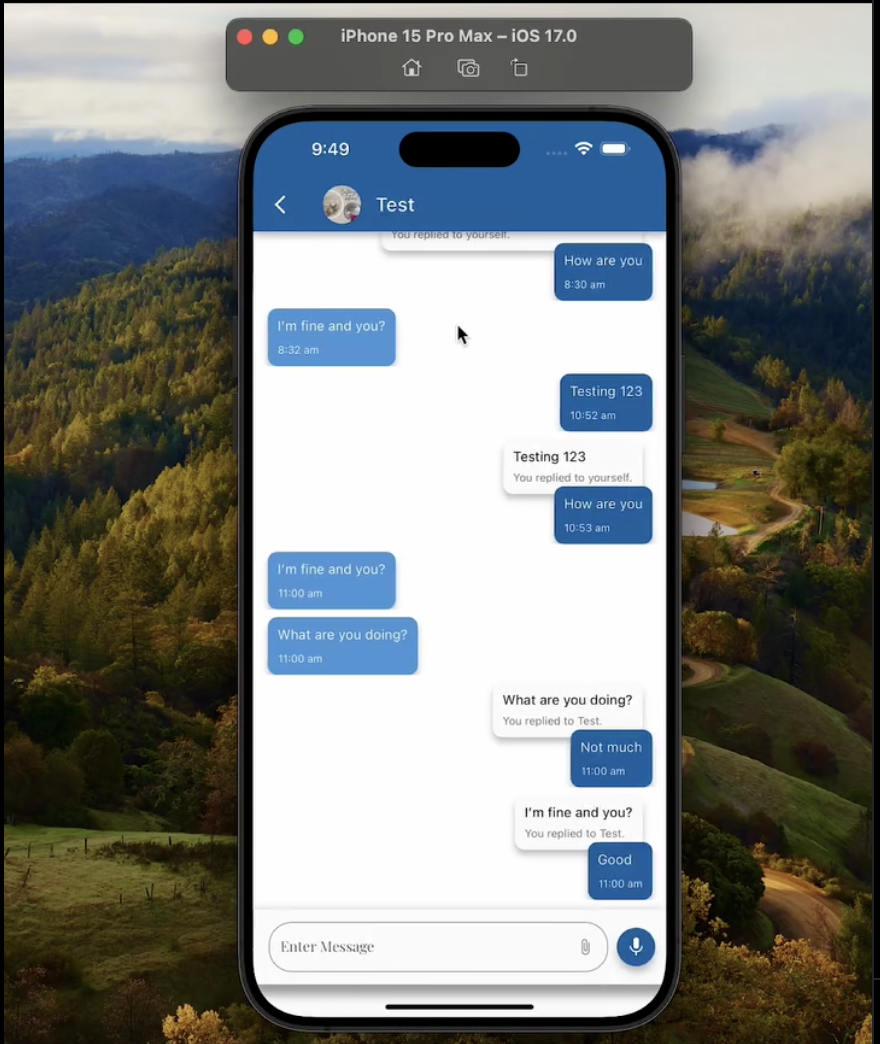 iPhone 15 Pro Max – iOS 17.0
9:49
Test
You replied to yourself.
How are you
8:30 am
I'm fine and you?
8:32 am
Testing 123
10:52 am
Testing 123
You replied to yourself.
How are you
10:53 am
I'm fine and you?
11:00 am
What are you doing?
11:00 am
What are you doing?
You replied to Test.
Not much
11:00 am
I'm fine and you?
You replied to Test.
Good
11:00 am
Enter Message